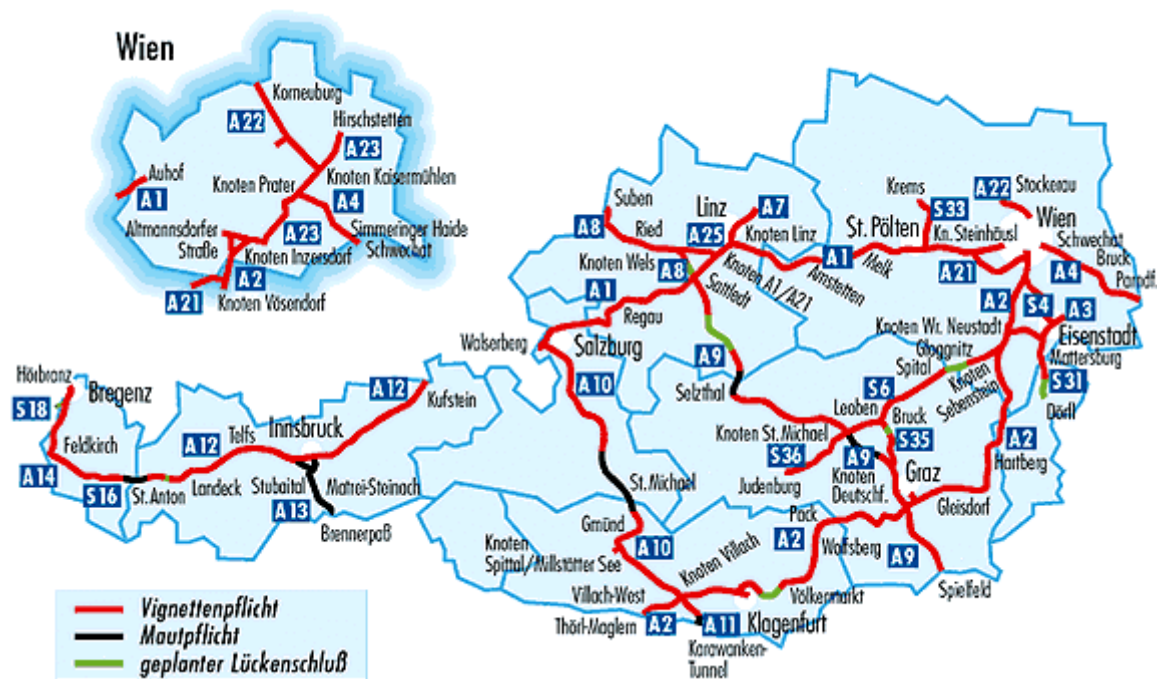 Wien
Korneuburg
A22
Hirschstetten
A23
Auhof
A1
Knoten Prater
Knoten Kaisermühlen
A4
Altmannsdorfer
Straße
A23
Simmeringer Haide
Schwechat
Knoten Inzersdorf
A2
A21
Knoten Vösendorf
Suben
A8
Ried
Linz
A7
A25
Knoten Linz
Krems
A22
Stockerau
S33
Wien
St. Pölten
Kn. Steinhäusl
Schwechat
Bruck
Parndf.
A4
Knoten Wels
A8
Sattledt
Knoten A1/A21
Amstetten
A1
Melk
A21
A2
S4
A3
A1
Regau
Walserberg
Salzburg
A10
A9
Selzthal
Knoten Wr. Neustadt
Eisenstadt
Gloggnitz
Mattersburg
Spital
Knoten
Sebenstein
S31
Dörfl
S6
Leoben
Bruck
S35
Knoten St. Michael
S36
A9
Judenburg
Knoten
Deutschf.
Graz
A2
Hartberg
Gleisdorf
Hörbranz
Bregenz
S18
Feldkirch
A14
S16
St. Anton
Landeck
A12
Telfs
Innsbruck
A12
Kufstein
Stubaital
A13
Matrei-Steinach
Brennerpaß
St. Michael
Gmünd
A10
Knoten
Spittal/Millstätter See
Knoten Villach
Pack
A2
Wolfsberg
A9
Spielfeld
Villach-West
Völkermarkt
Thörl-Maglern
A2
A11
Klagenfurt
Karawanken-
Tunnel
Vignettenpflicht
Mautpflicht
geplanter Lückenschluß